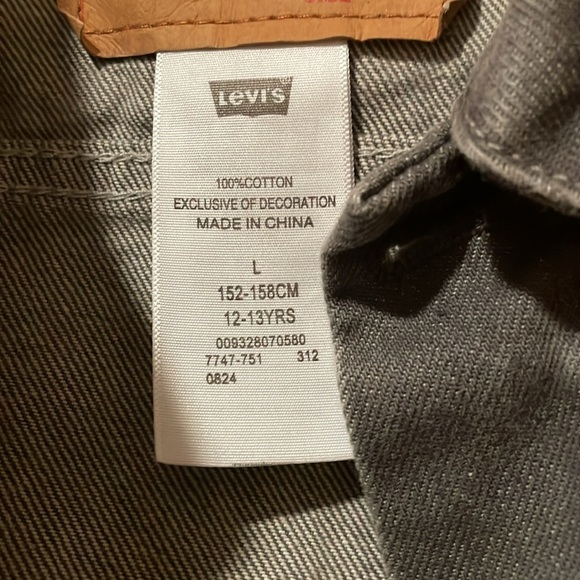 Levi's
100%COTTON
EXCLUSIVE OF DECORATION
MADE IN CHINA
L
152-158CM
12-13YRS
009328070580
7747-751 312
0824